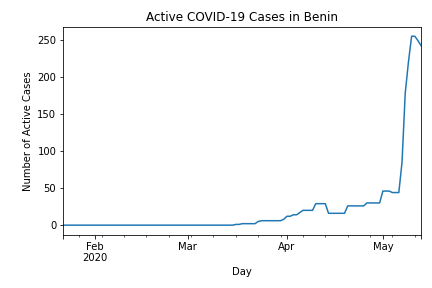 Active COVID-19 Cases in Benin
Number of Active Cases
250
200
150
100
50
0
Feb
2020
Mar
Apr
May
Day